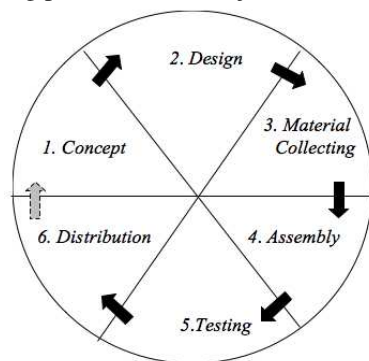 2. Design
3. Material
Collecting
1. Concept
6. Distribution
4. Assembly
5.Testing